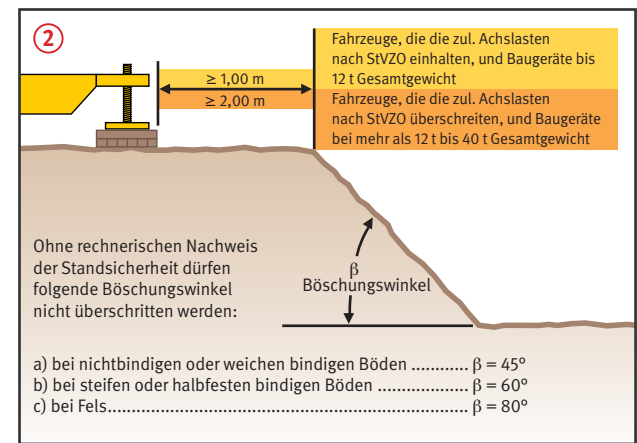 2
Fahrzeuge, die die zul. Achslasten
nach StVZO einhalten, und Baugeräte bis
12 t Gesamtgewicht
≥ 1,00 m
≥ 2,00 m
Fahrzeuge, die die zul. Achslasten
nach StVZO überschreiten, und Baugeräte
bei mehr als 12 t bis 40 t Gesamtgewicht
Ohne rechnerischen Nachweis
der Standsicherheit dürfen
folgende Böschungswinkel
nicht überschritten werden:
β
Böschungswinkel
a) bei nichtbindigen oder weichen bindigen Böden ............ β = 45°
b) bei steifen oder halbfesten bindigen Böden ................. β = 60°
c) bei Fels.................................................................... β = 80°